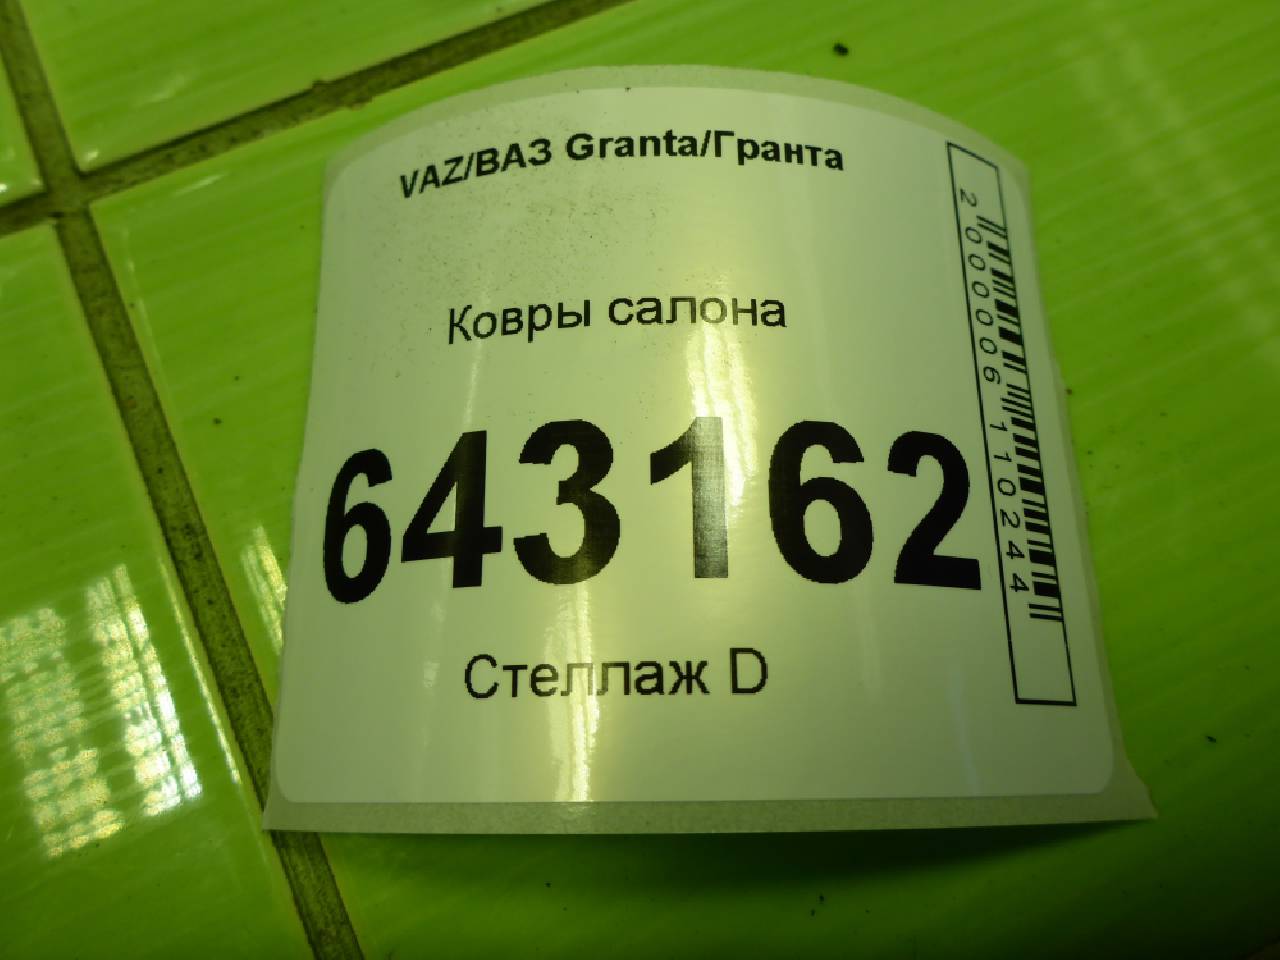 VAZ/ВАЗ Granta/Гранта
Ковры салона
643162
Стеллаж D
2000006110244